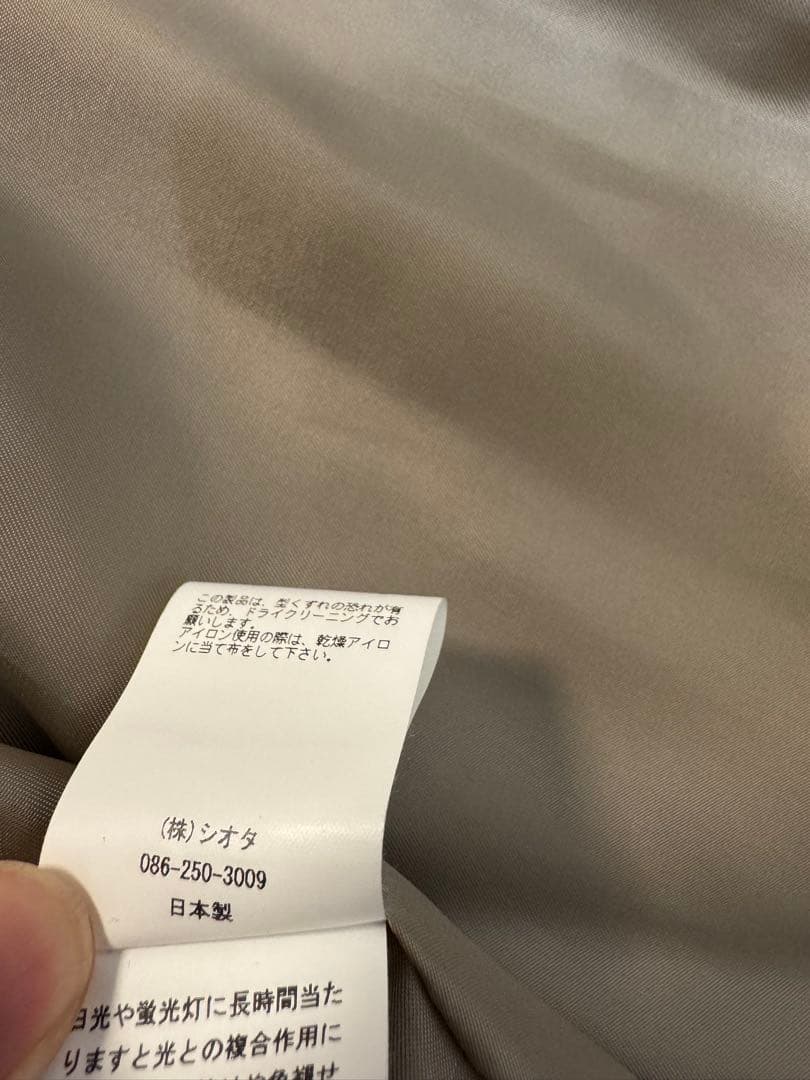 この製品は、型くずれの恐れが有
るため、ドライクリーニングでお
願いします。
アイロン使用の際は、乾燥アイロ
ンに当て布をして下さい。
(株)シオタ
086-250-3009
日本製
日光や蛍光灯に長時間当た
りますと光との複合作用に
色褪せ